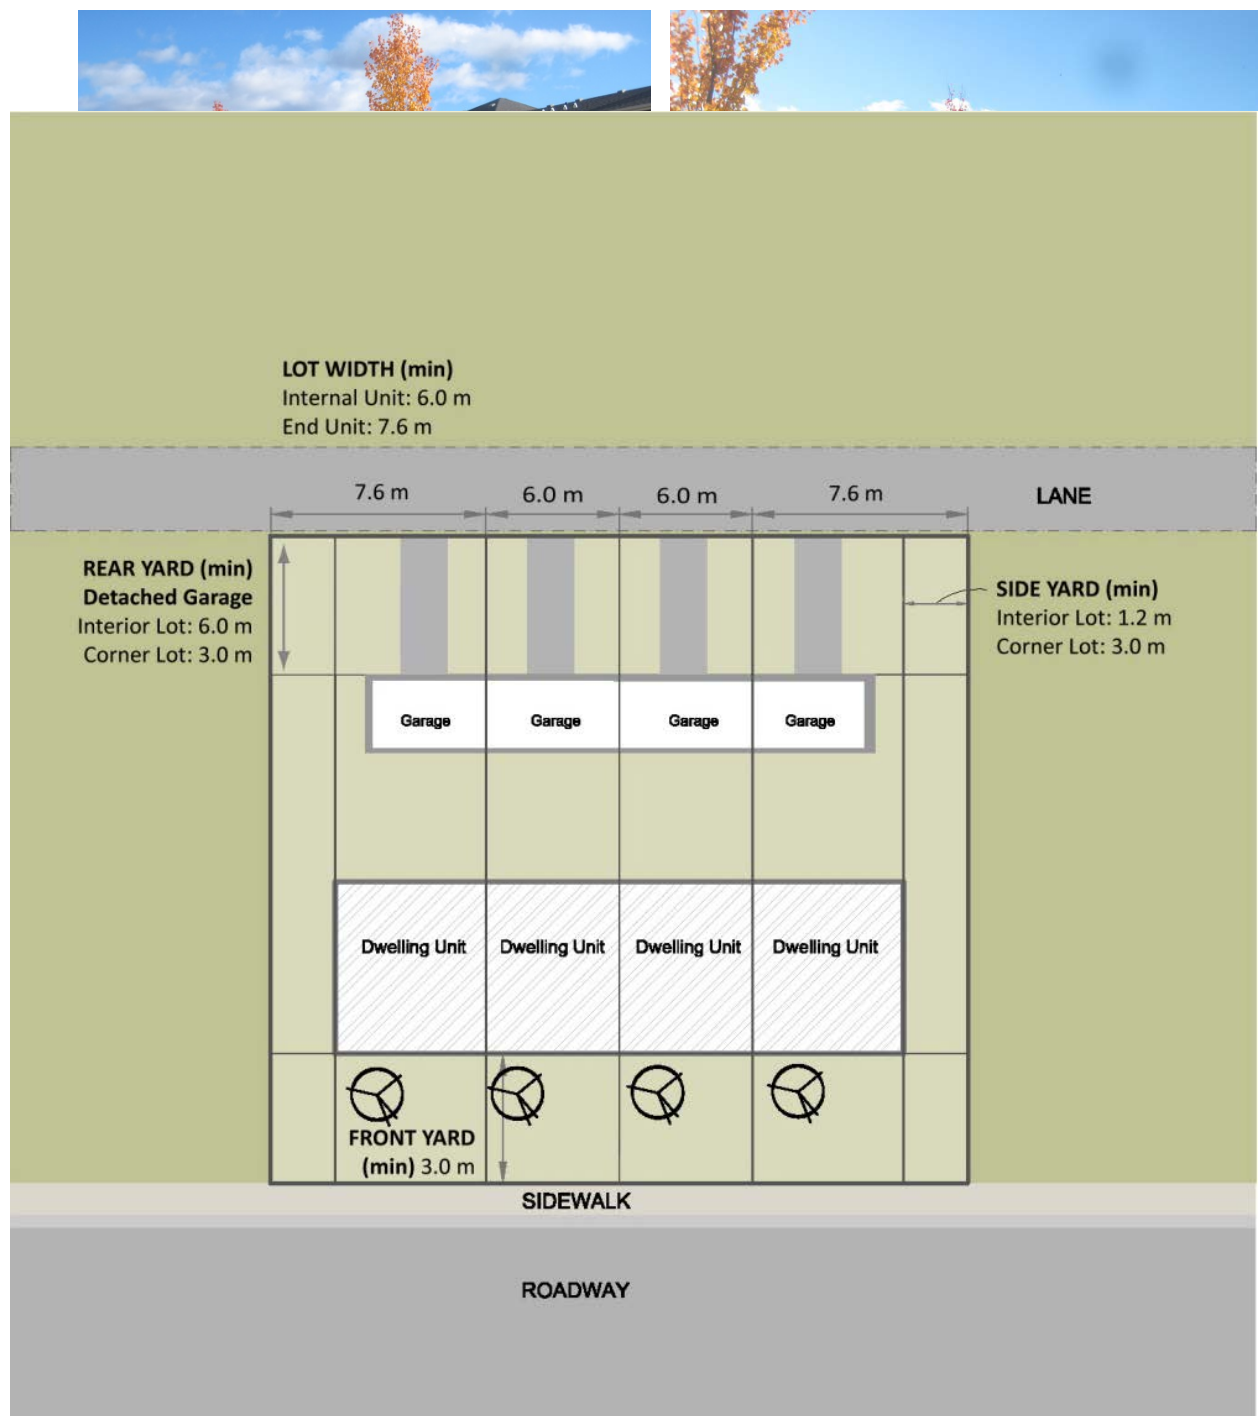 LOT WIDTH (min)
Internal Unit: 6.0 m
End Unit: 7.6 m
7.6 m
6.0 m
6.0 m
7.6 m
LANE
REAR YARD (min)
Detached Garage
Interior Lot: 6.0 m
Corner Lot: 3.0 m
SIDE YARD (min)
Interior Lot: 1.2 m
Corner Lot: 3.0 m
Garage
Garage
Garage
Garage
Dwelling Unit
Dwelling Unit
Dwelling Unit
Dwelling Unit
FRONT YARD
(min) 3.0 m
SIDEWALK
ROADWAY